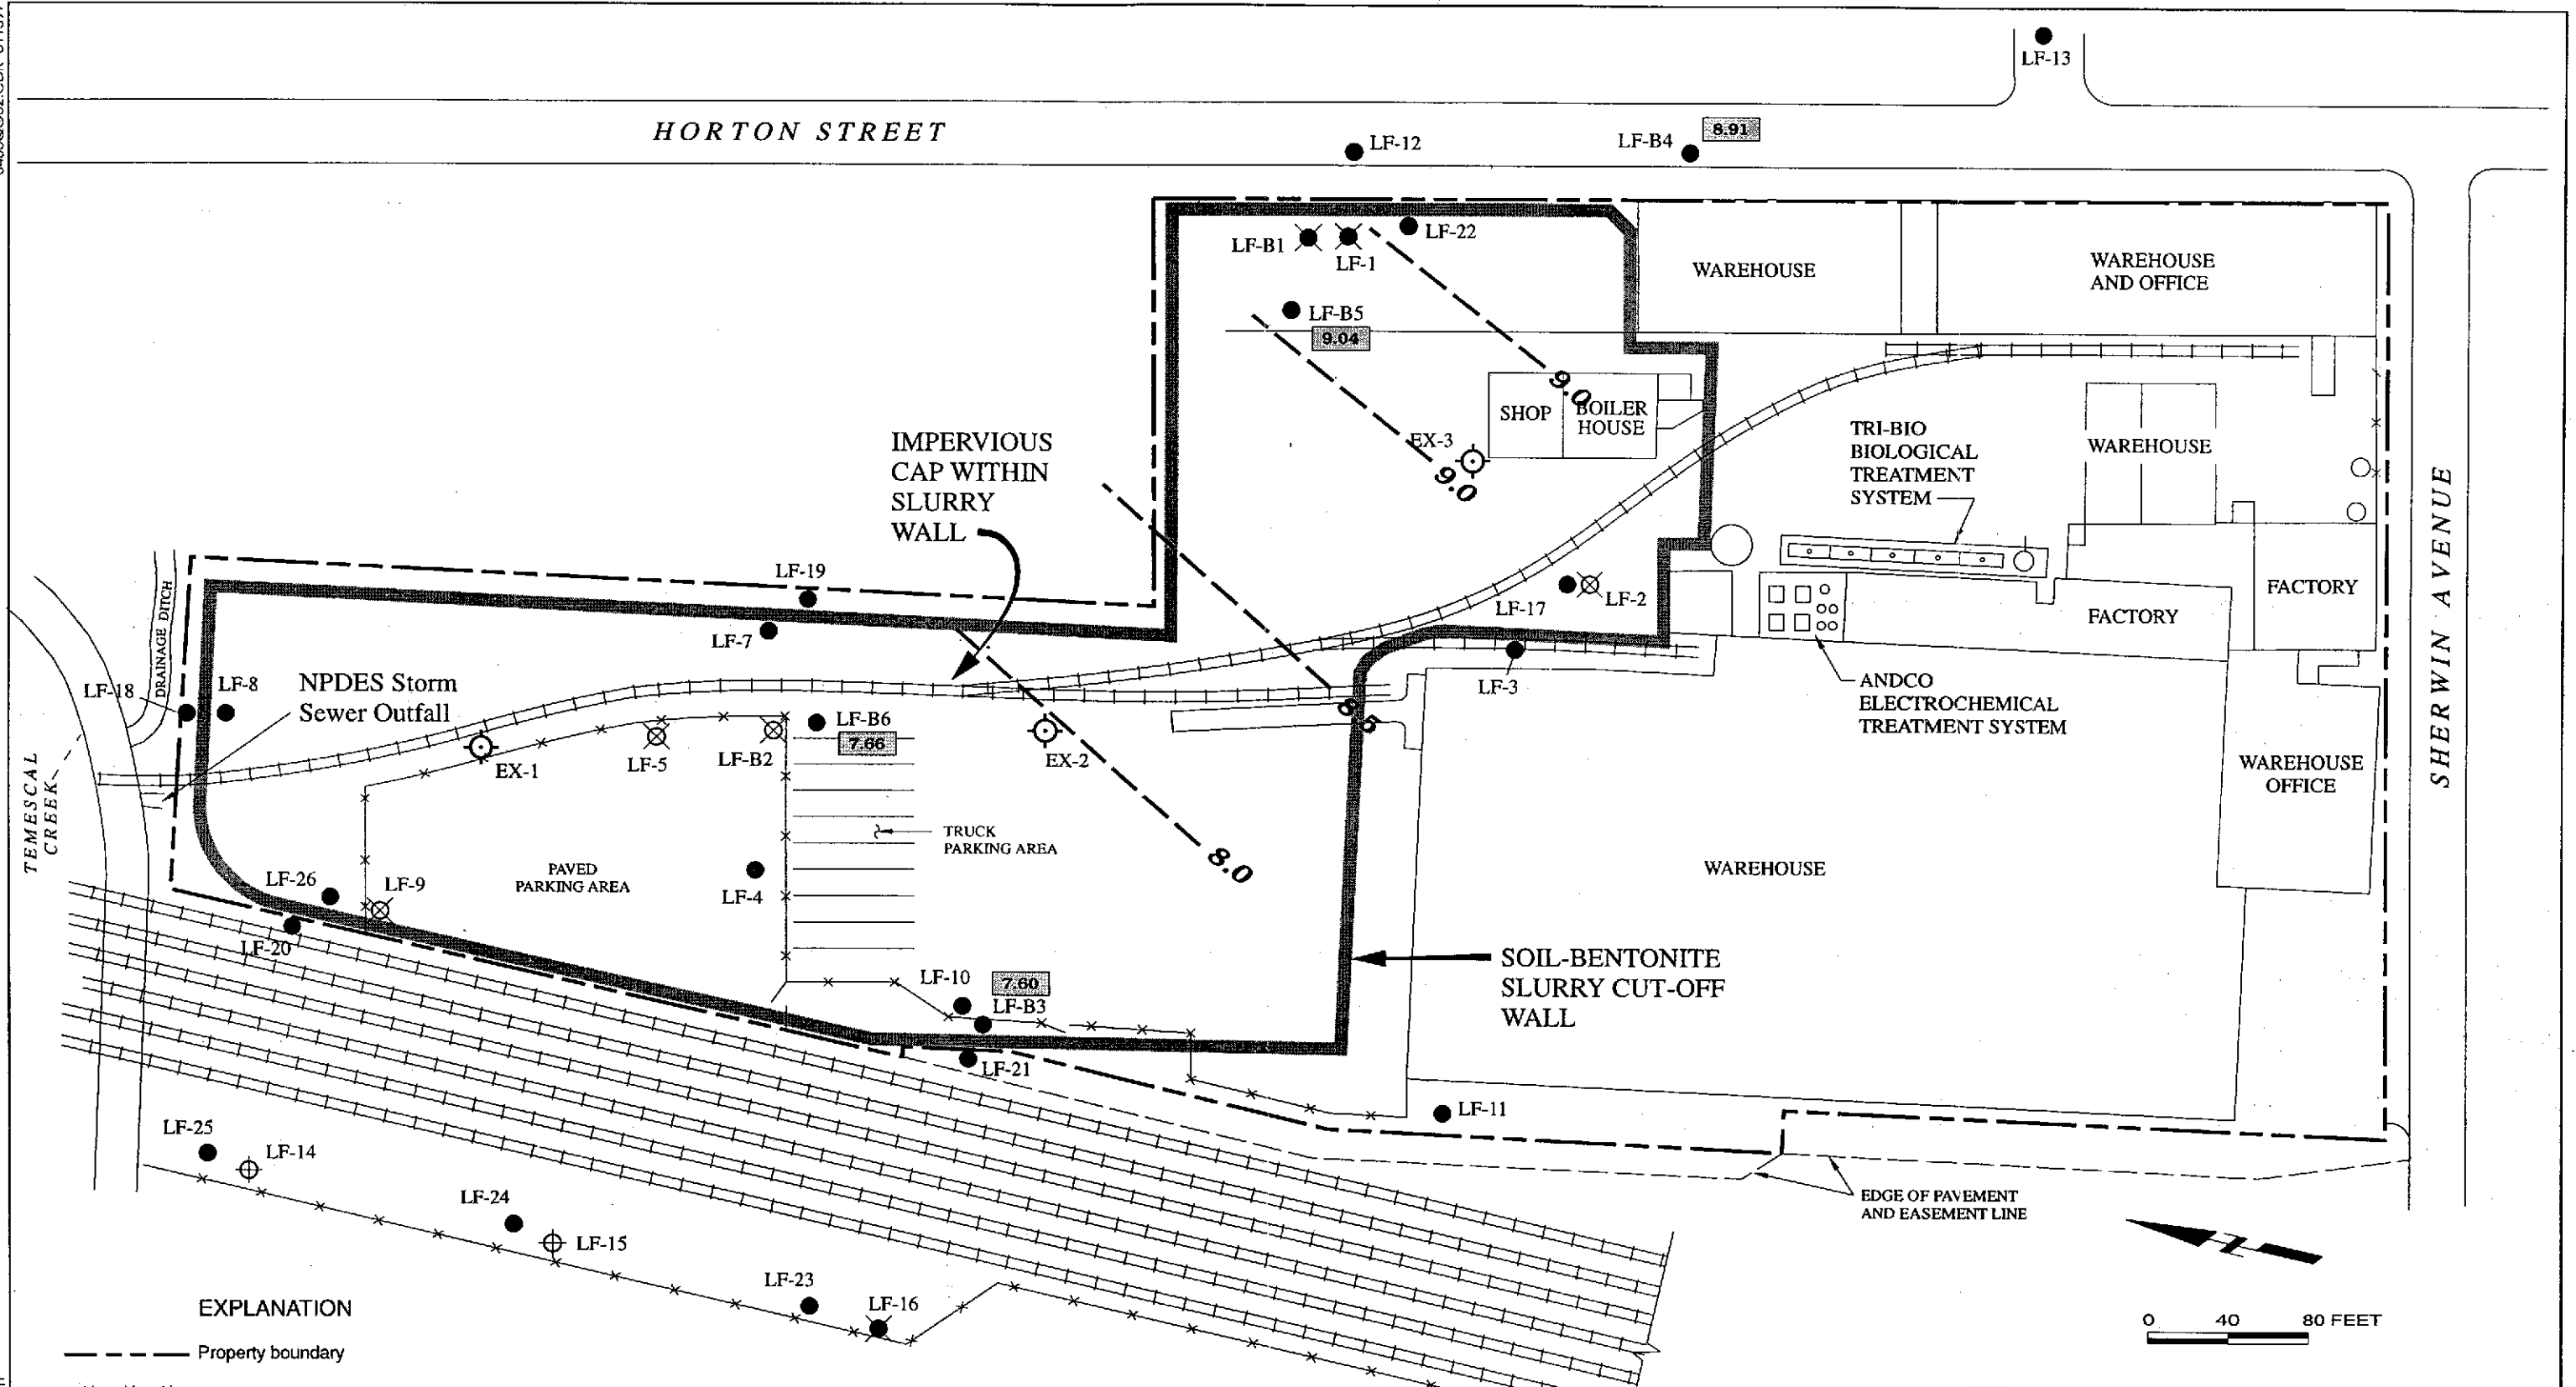 LF-13
HORTON STREET
LF-12
LF-B4
8.91
LF-B1
LF-1
LF-22
WAREHOUSE
WAREHOUSE
AND OFFICE
LF-B5
9.04
9.0
SHOP
BOILER
HOUSE
EX-3
9.0
IMPERVIOUS
CAP WITHIN
SLURRY
WALL
TRI-BIO
BIOLOGICAL
TREATMENT
SYSTEM
WAREHOUSE
SHERWIN AVENUE
LF-19
LF-7
LF-17
LF-2
FACTORY
FACTORY
DRAINAGE DITCH
LF-18
LF-8
NPDES Storm
Sewer Outfall
LF-3
ANDCO
ELECTROCHEMICAL
TREATMENT SYSTEM
8.5
LF-B6
7.66
EX-1
LF-5
LF-B2
EX-2
WAREHOUSE
OFFICE
TEMESCAL
CREEK
TRUCK
PARKING AREA
8.0
PAVED
PARKING AREA
LF-26
LF-9
LF-4
WAREHOUSE
LF-20
LF-10
7.60
LF-B3
SOIL-BENTONITE
SLURRY CUT-OFF
WALL
LF-21
LF-11
LF-25
LF-14
LF-24
LF-15
EDGE OF PAVEMENT
AND EASEMENT LINE
LF-23
LF-16
EXPLANATION
0 40 80 FEET
Property boundary